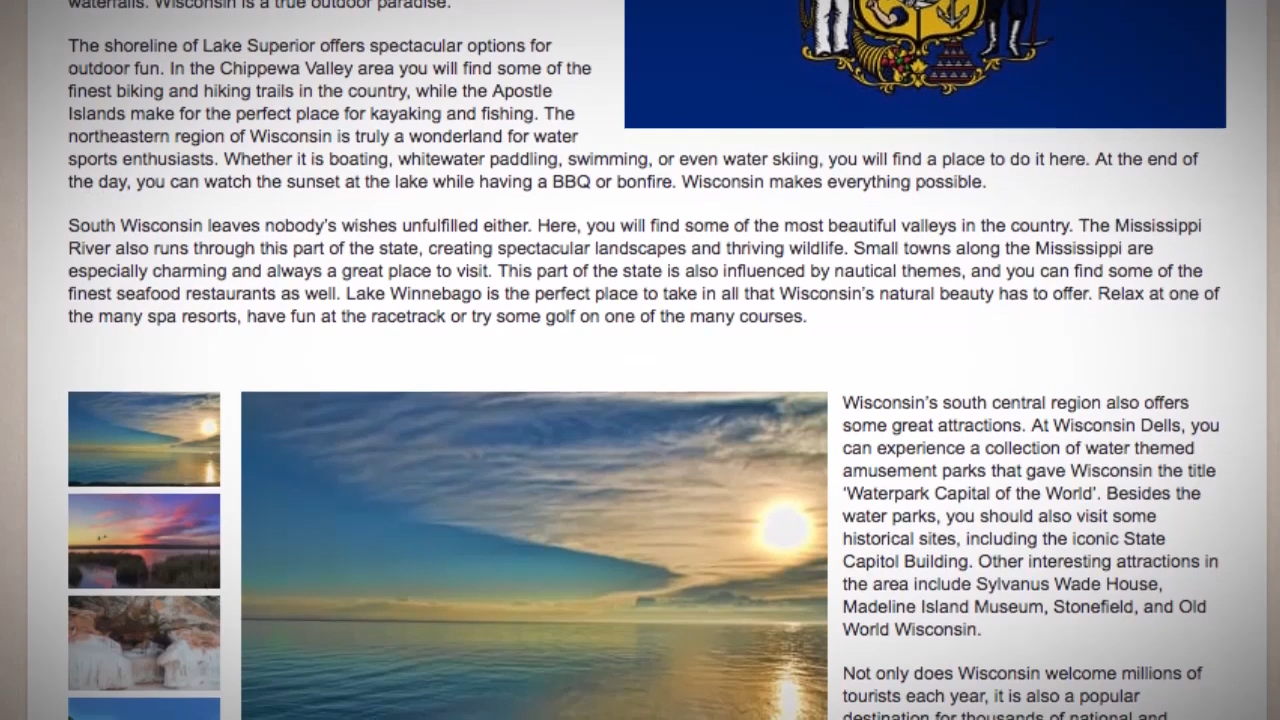 waterfalls. Wisconsin is a true outdoor paradise.
The shoreline of Lake Superior offers spectacular options for
outdoor fun. In the Chippewa Valley area you will find some of the
finest biking and hiking trails in the country, while the Apostle
Islands make for the perfect place for kayaking and fishing. The
northeastern region of Wisconsin is truly a wonderland for water
sports enthusiasts. Whether it is boating, whitewater paddling, swimming, or even water skiing, you will find a place to do it here. At the end of
the day, you can watch the sunset at the lake while having a BBQ or bonfire. Wisconsin makes everything possible.
South Wisconsin leaves nobody’s wishes unfulfilled either. Here, you will find some of the most beautiful valleys in the country. The Mississippi
River also runs through this part of the state, creating spectacular landscapes and thriving wildlife. Small towns along the Mississippi are
especially charming and always a great place to visit. This part of the state is also influenced by nautical themes, and you can find some of the
finest seafood restaurants as well. Lake Winnebago is the perfect place to take in all that Wisconsin’s natural beauty has to offer. Relax at one of
the many spa resorts, have fun at the racetrack or try some golf on one of the many courses.
Wisconsin’s south central region also offers
some great attractions. At Wisconsin Dells, you
can experience a collection of water themed
amusement parks that gave Wisconsin the title
‘Waterpark Capital of the World’. Besides the
water parks, you should also visit some
historical sites, including the iconic State
Capitol Building. Other interesting attractions in
the area include Sylvanus Wade House,
Madeline Island Museum, Stonefield, and Old
World Wisconsin.
Not only does Wisconsin welcome millions of
tourists each year, it is also a popular
destination for thousands of national and